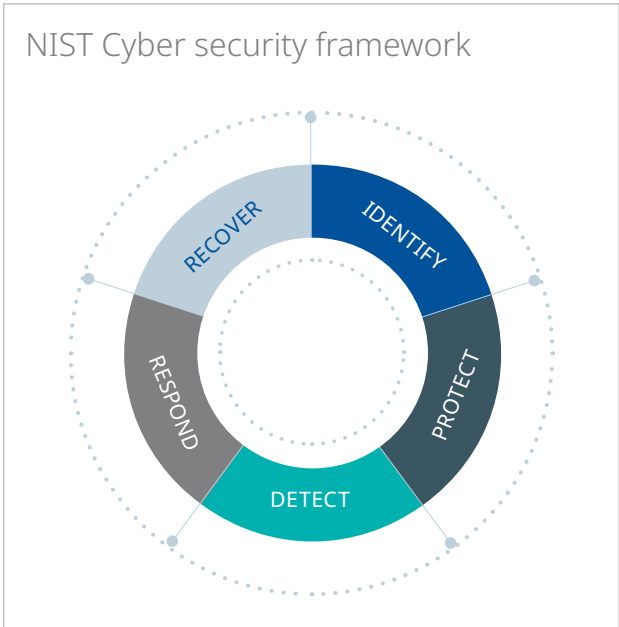 NIST Cyber security framework
IDENTIFY
PROTECT
DETECT
RESPOND
RECOVER